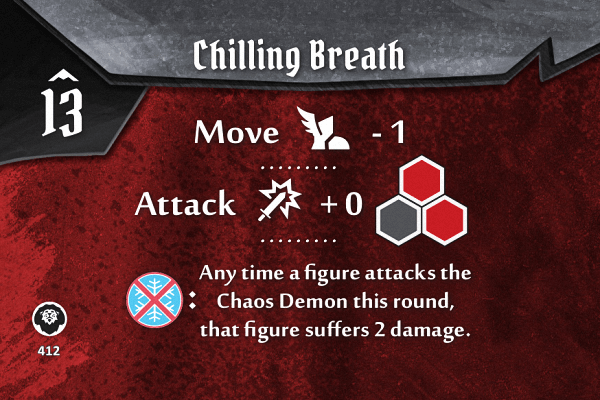 Chilling Breath
13
Move - 1
Attack + 0
: Any time a figure attacks the
Chaos Demon this round,
that figure suffers 2 damage.
412